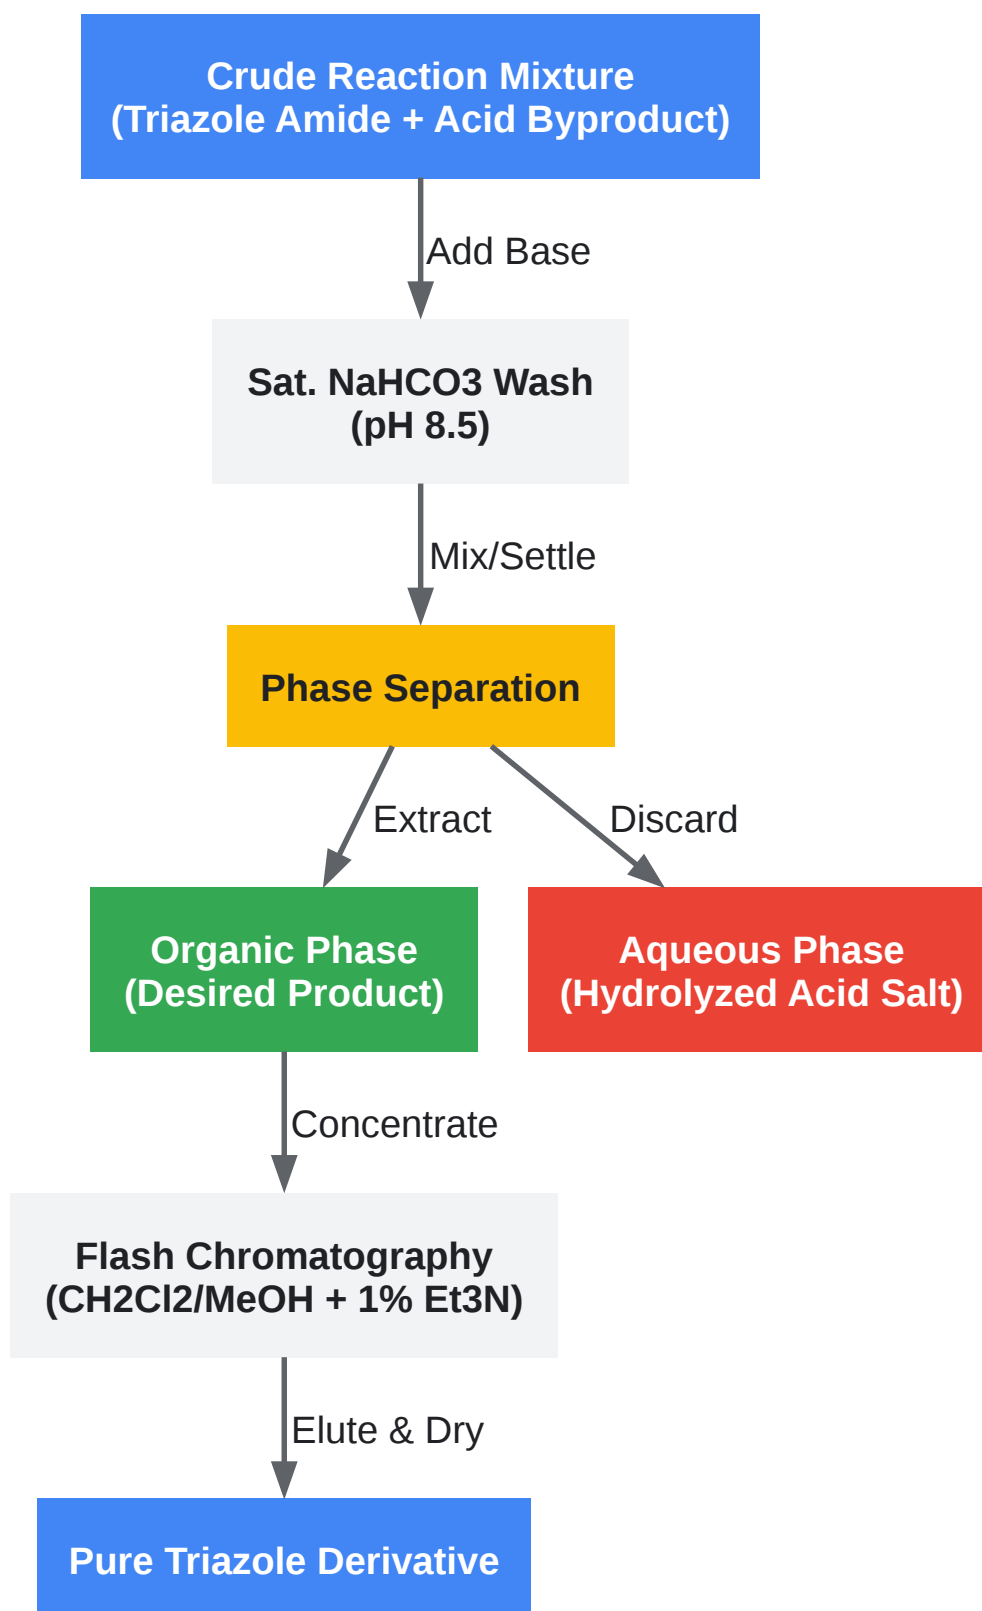 Crude Reaction Mixture
(Triazole Amide + Acid Byproduct)
Add Base
Sat. NaHCO3 Wash
(pH 8.5)
Mix/Settle
Phase Separation
Extract
Discard
Organic Phase
(Desired Product)
Aqueous Phase
(Hydrolyzed Acid Salt)
Concentrate
Flash Chromatography
(CH2Cl2/MeOH + 1% Et3N)
Elute & Dry
Pure Triazole Derivative